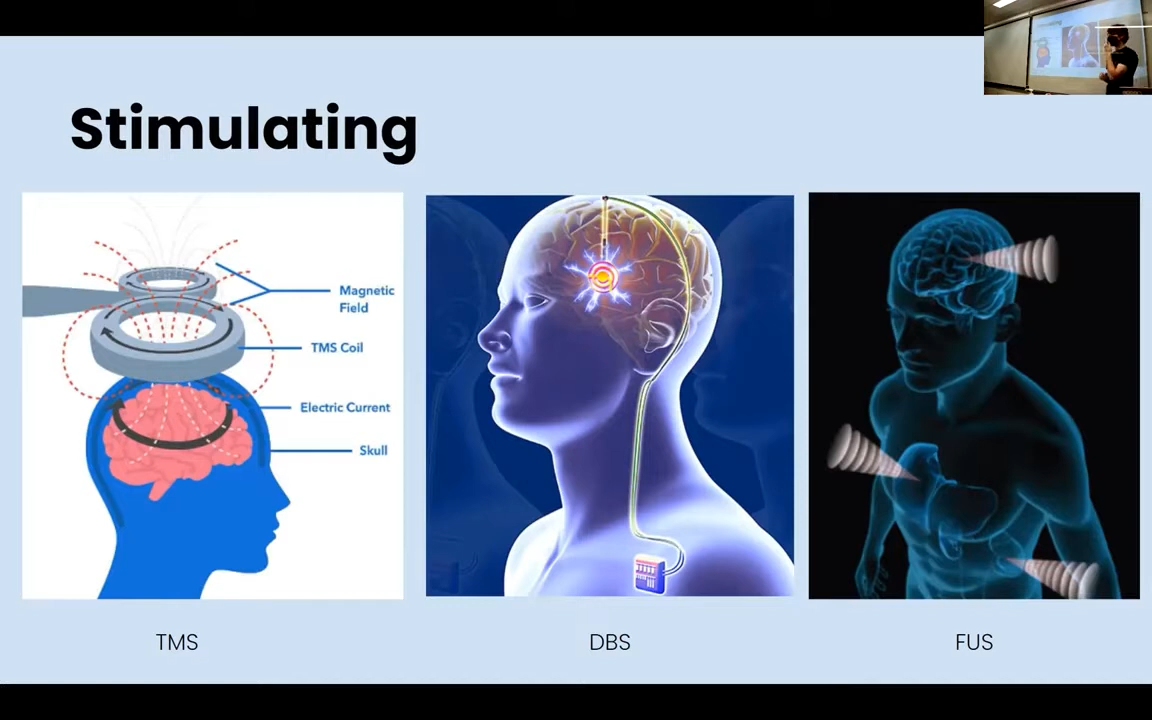 Stimulating
Magnetic
Field
TMS Coil
Electric Current
Skull
TMS
DBS
FUS